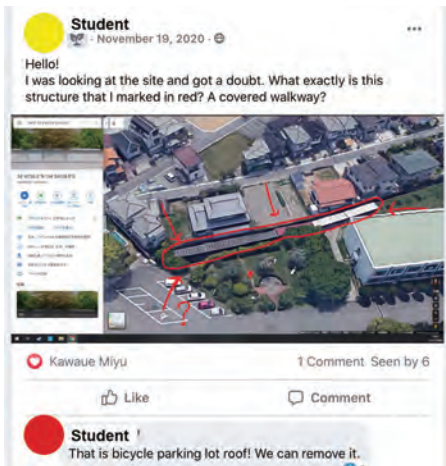 Student
· November 19, 2020 ·
Hello!
I was looking at the site and got a doubt. What exactly is this
structure that I marked in red? A covered walkway?
?
Kawaue Miyu
1 Comment Seen by 6
Like
Comment
Student
That is bicycle parking lot roof! We can remove it.